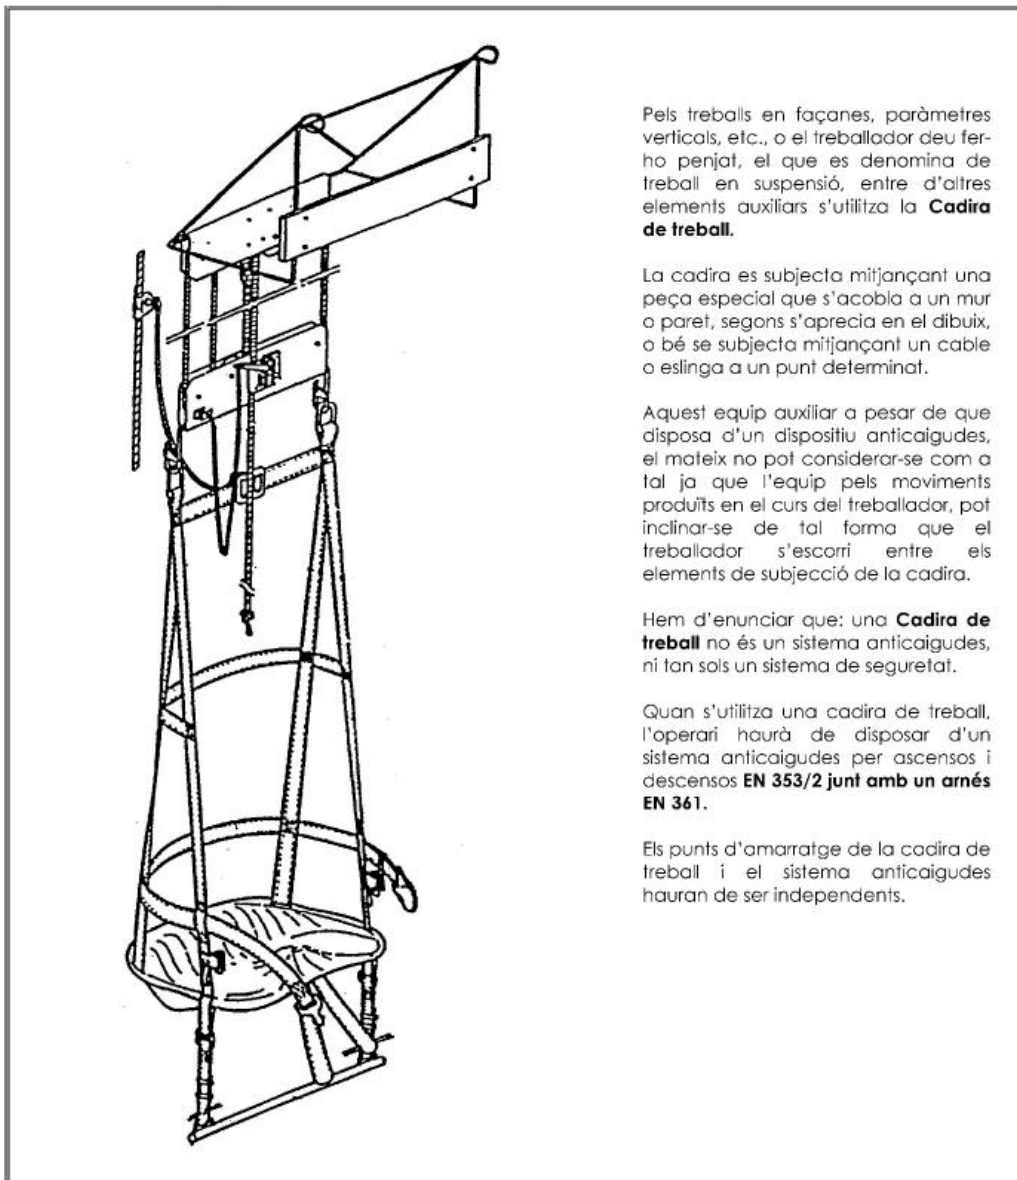 Pels treballs en façanes, paràmetres
verticals, etc., o el treballador deu fer-
ho penjat, el que es denomina de
treball en suspensió, entre d'altres
elements auxiliars s'utilitza la Cadira
de treball.
La cadira es subjecta mitjançant una
peça especial que s'acobla a un mur
o paret, segons s'aprecia en el dibuix,
o bé se subjecta mitjançant un cable
o eslinga a un punt determinat.
Aquest equip auxiliar a pesar de que
disposa d'un dispositiu anticaigudes,
el mateix no pot considerar-se com a
tal ja que l'equip pels moviments
produïts en el curs del treballador, pot
inclinar-se de tal forma que el
treballador s'escorri entre els
elements de subjecció de la cadira.
Hem d'enunciar que: una Cadira de
treball no és un sistema anticaigudes,
ni tan sols un sistema de seguretat.
Quan s'utilitza una cadira de treball,
l'operari haurà de disposar d'un
sistema anticaigudes per ascensos i
descensos EN 353/2 junt amb un arnés
EN 361.
Els punts d'amarratge de la cadira de
treball i el sistema anticaigudes
hauran de ser independents.